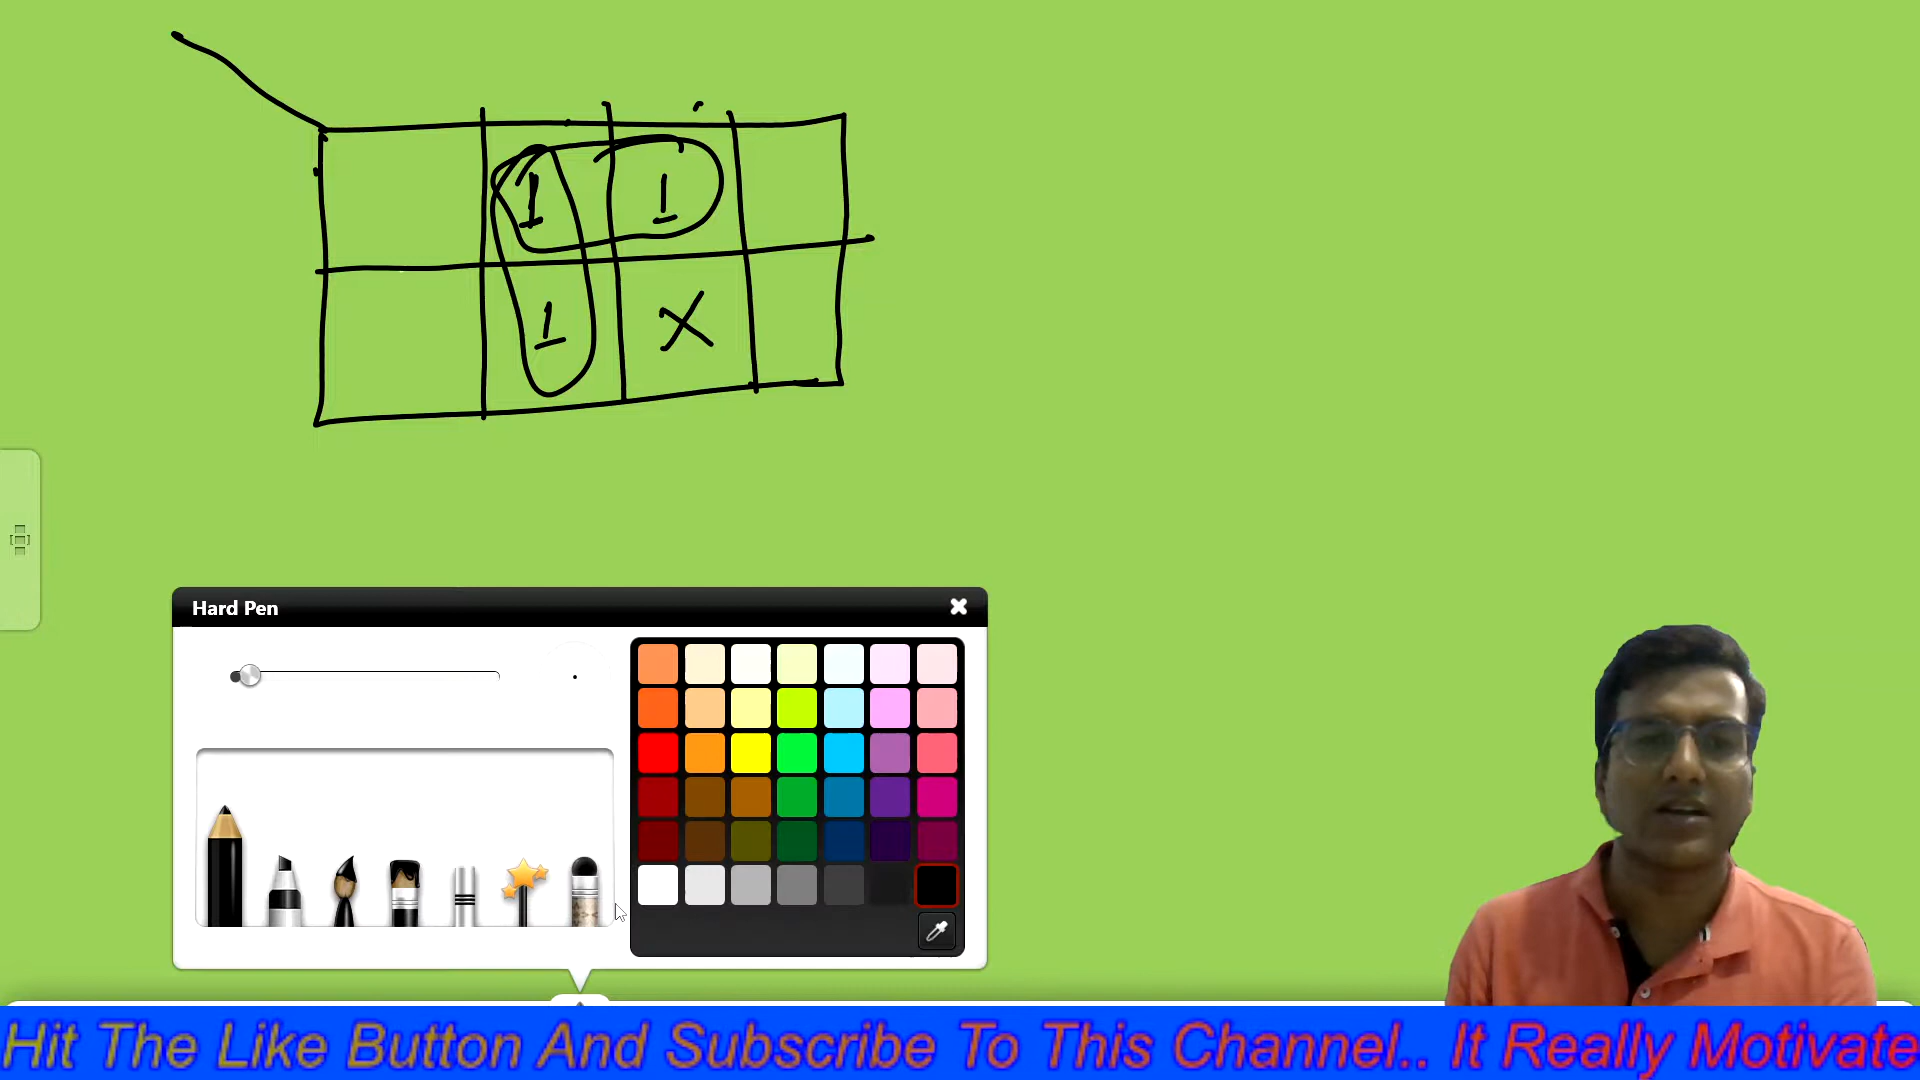 1 1
1 X
Hard Pen
Hit The Like Button And Subscribe To This Channel.. It Really Motivate